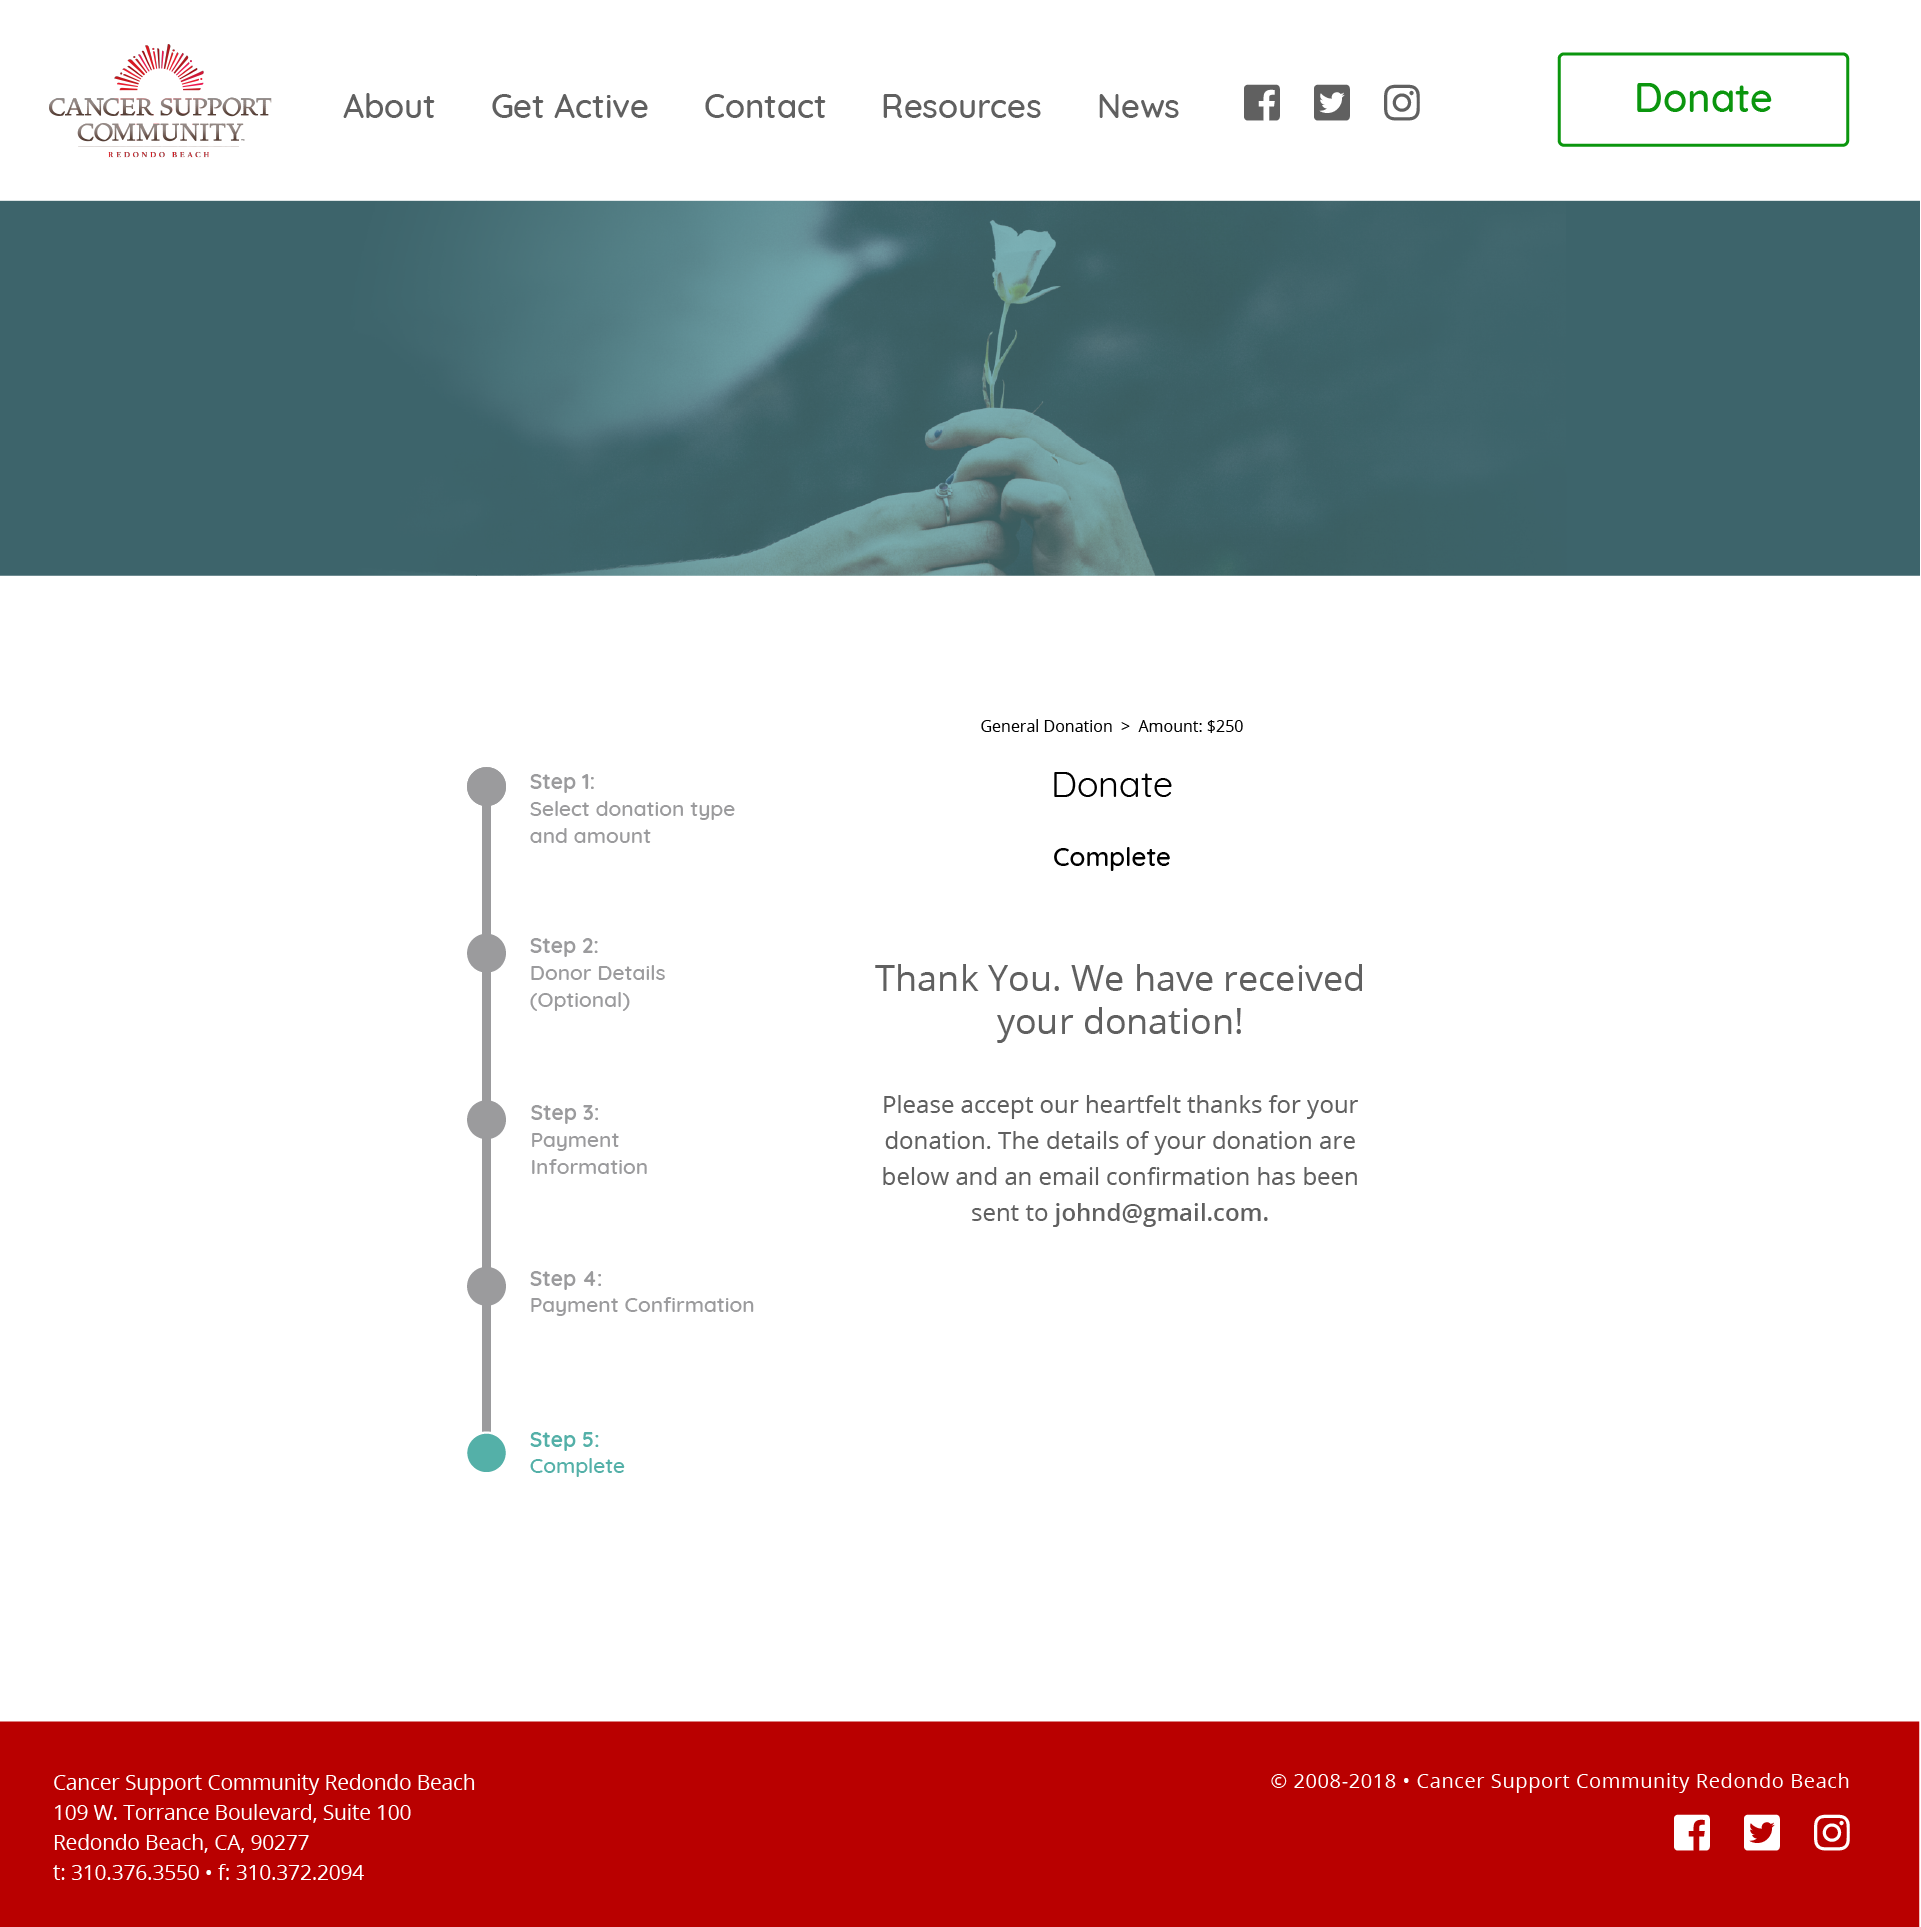 CANCER SUPPORT
COMMUNITY
REDONDO BEACH
About
Get Active
Contact
Resources
News
Donate
General Donation > Amount: $250
Donate
Complete
Step 1:
Select donation type
and amount
Step 2:
Donor Details
(Optional)
Step 3:
Payment
Information
Step 4:
Payment Confirmation
Step 5:
Complete
Thank You. We have received
your donation!
Please accept our heartfelt thanks for your
donation. The details of your donation are
below and an email confirmation has been
sent to johnd@gmail.com.
Cancer Support Community Redondo Beach
109 W. Torrance Boulevard, Suite 100
Redondo Beach, CA, 90277
t: 310.376.3550 • f: 310.372.2094
© 2008-2018 • Cancer Support Community Redondo Beach